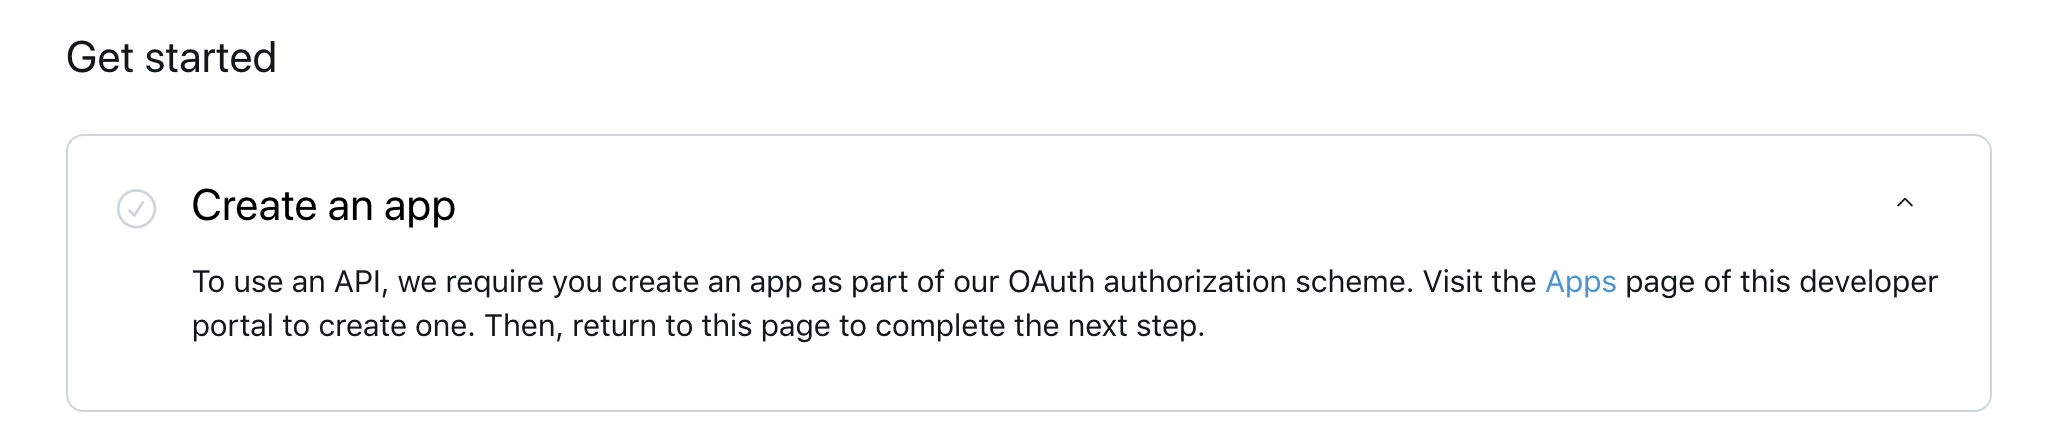 Get started
Create an app
To use an API, we require you create an app as part of our OAuth authorization scheme. Visit the Apps page of this developer
portal to create one. Then, return to this page to complete the next step.